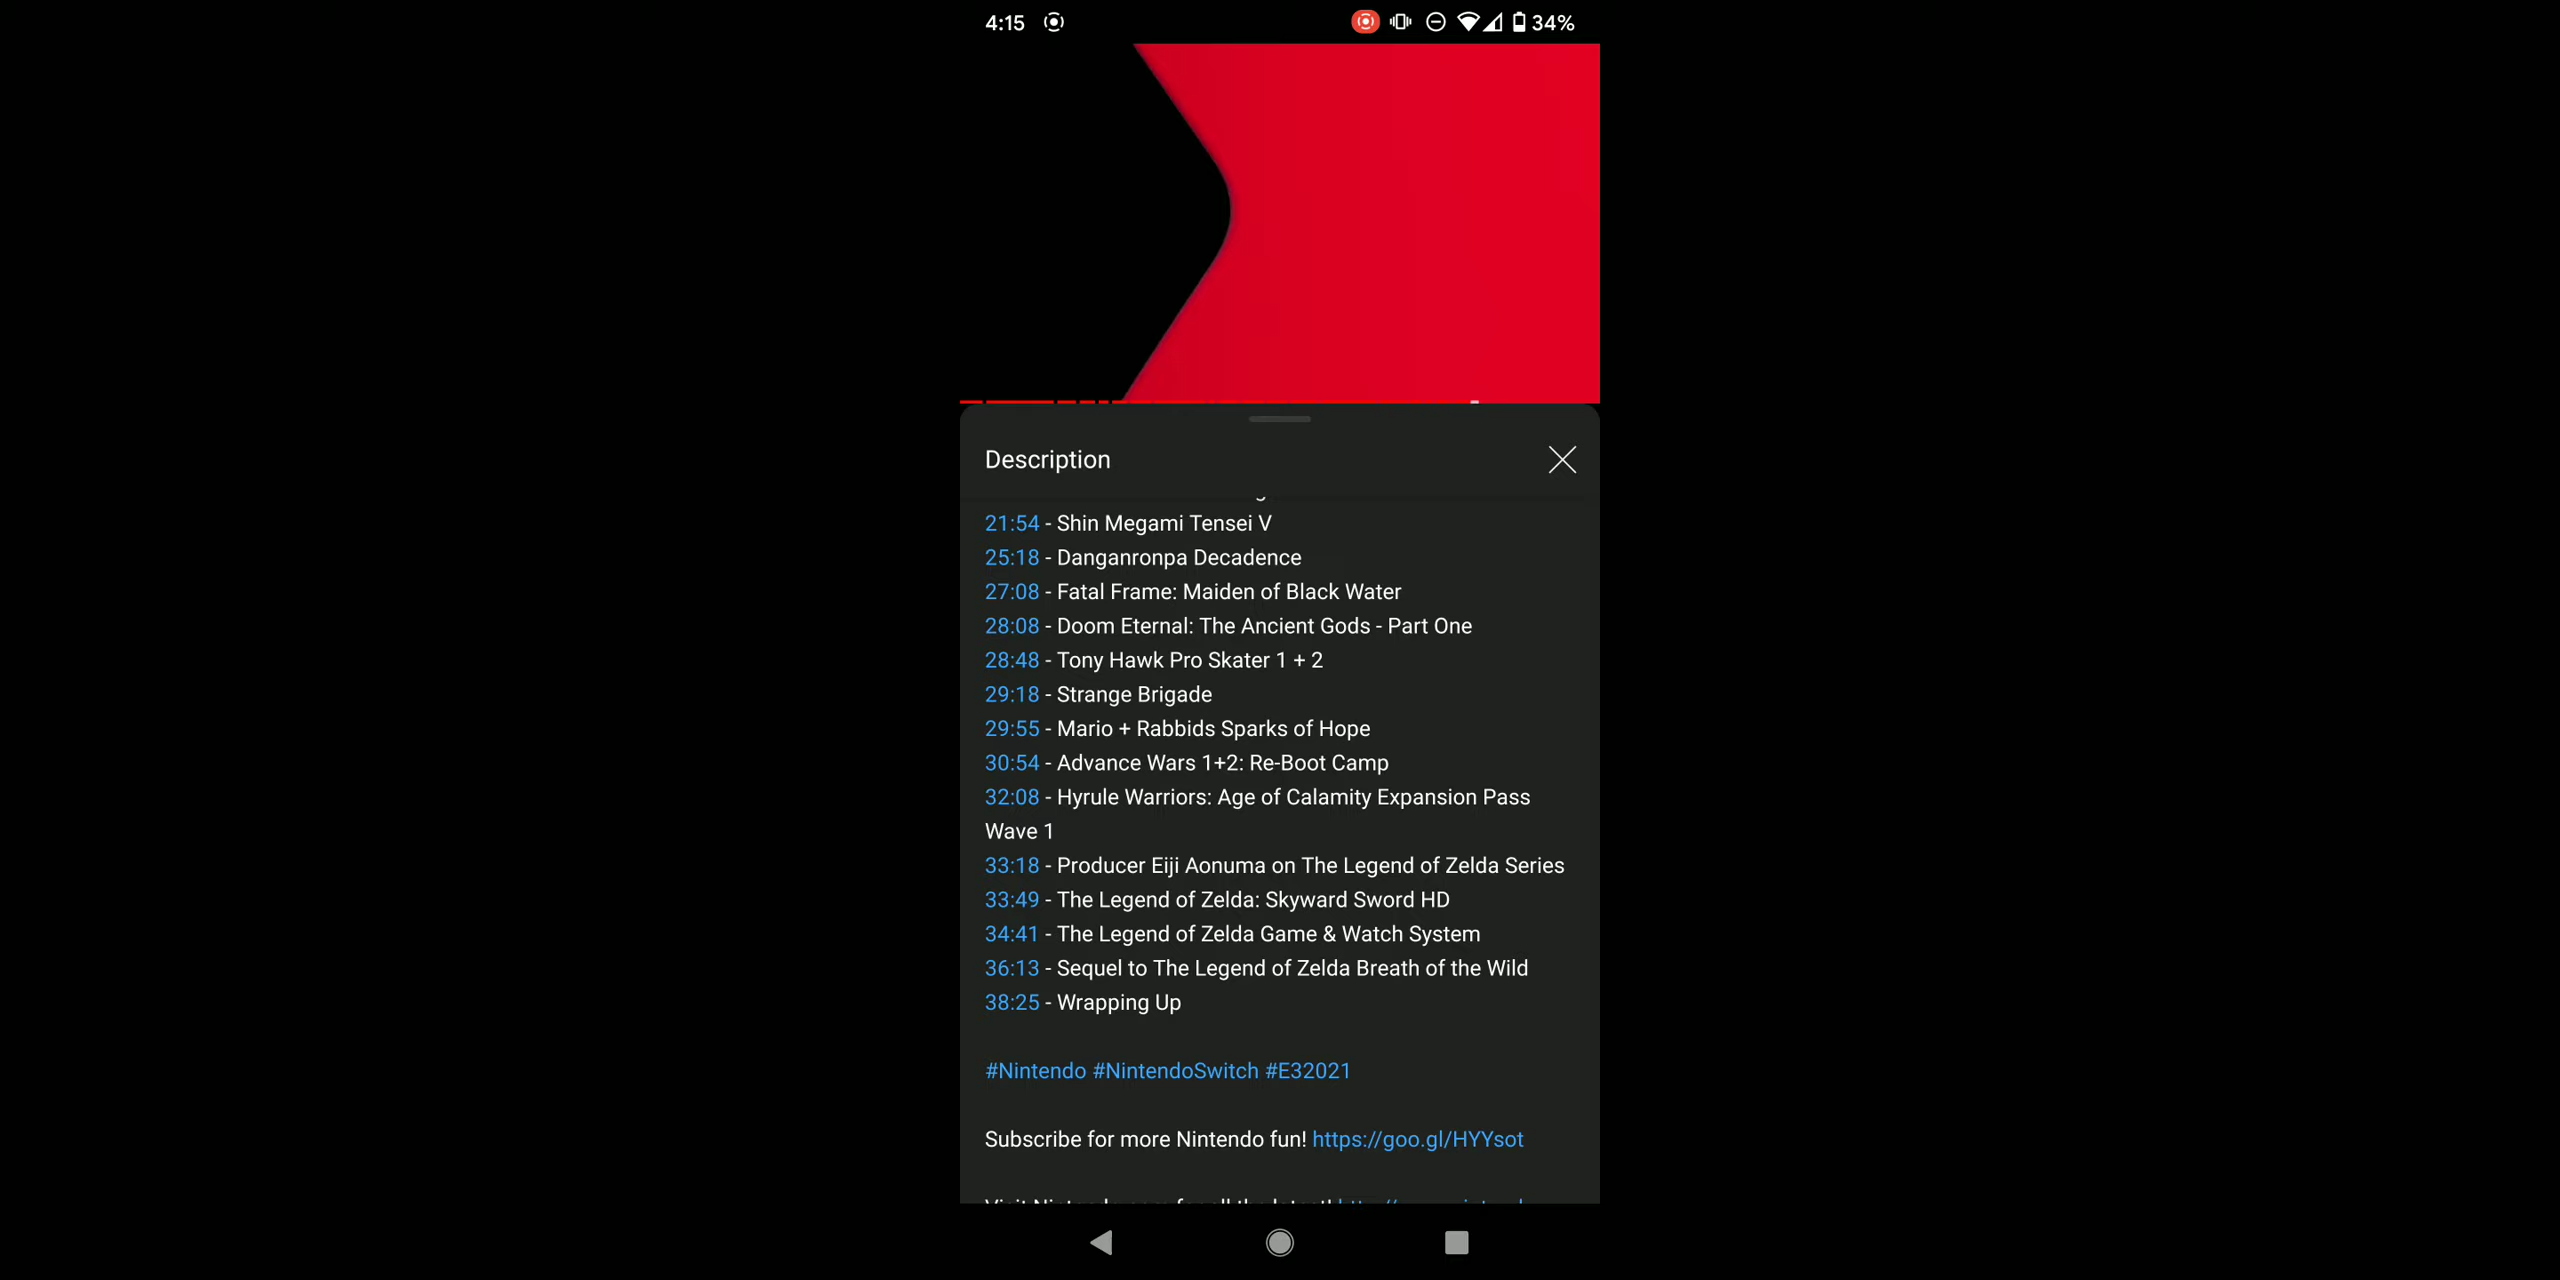 4:15
34%
Description
21:54 - Shin Megami Tensei V
25:18 - Danganronpa Decadence
27:08 - Fatal Frame: Maiden of Black Water
28:08 - Doom Eternal: The Ancient Gods - Part One
28:48 - Tony Hawk Pro Skater 1 + 2
29:18 - Strange Brigade
29:55 - Mario + Rabbids Sparks of Hope
30:54 - Advance Wars 1+2: Re-Boot Camp
32:08 - Hyrule Warriors: Age of Calamity Expansion Pass
Wave 1
33:18 - Producer Eiji Aonuma on The Legend of Zelda Series
33:49 - The Legend of Zelda: Skyward Sword HD
34:41 - The Legend of Zelda Game & Watch System
36:13 - Sequel to The Legend of Zelda Breath of the Wild
38:25 - Wrapping Up
#Nintendo #NintendoSwitch #E32021
Subscribe for more Nintendo fun! https://goo.gl/HYYsot